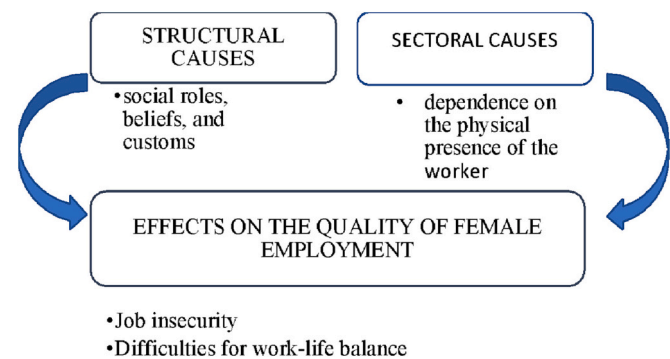 STRUCTURAL
CAUSES
•social roles,
beliefs, and
customs
SECTORAL CAUSES
• dependence on
the physical
presence of the
worker
EFFECTS ON THE QUALITY OF FEMALE
EMPLOYMENT
•Job insecurity
•Difficulties for work-life balance